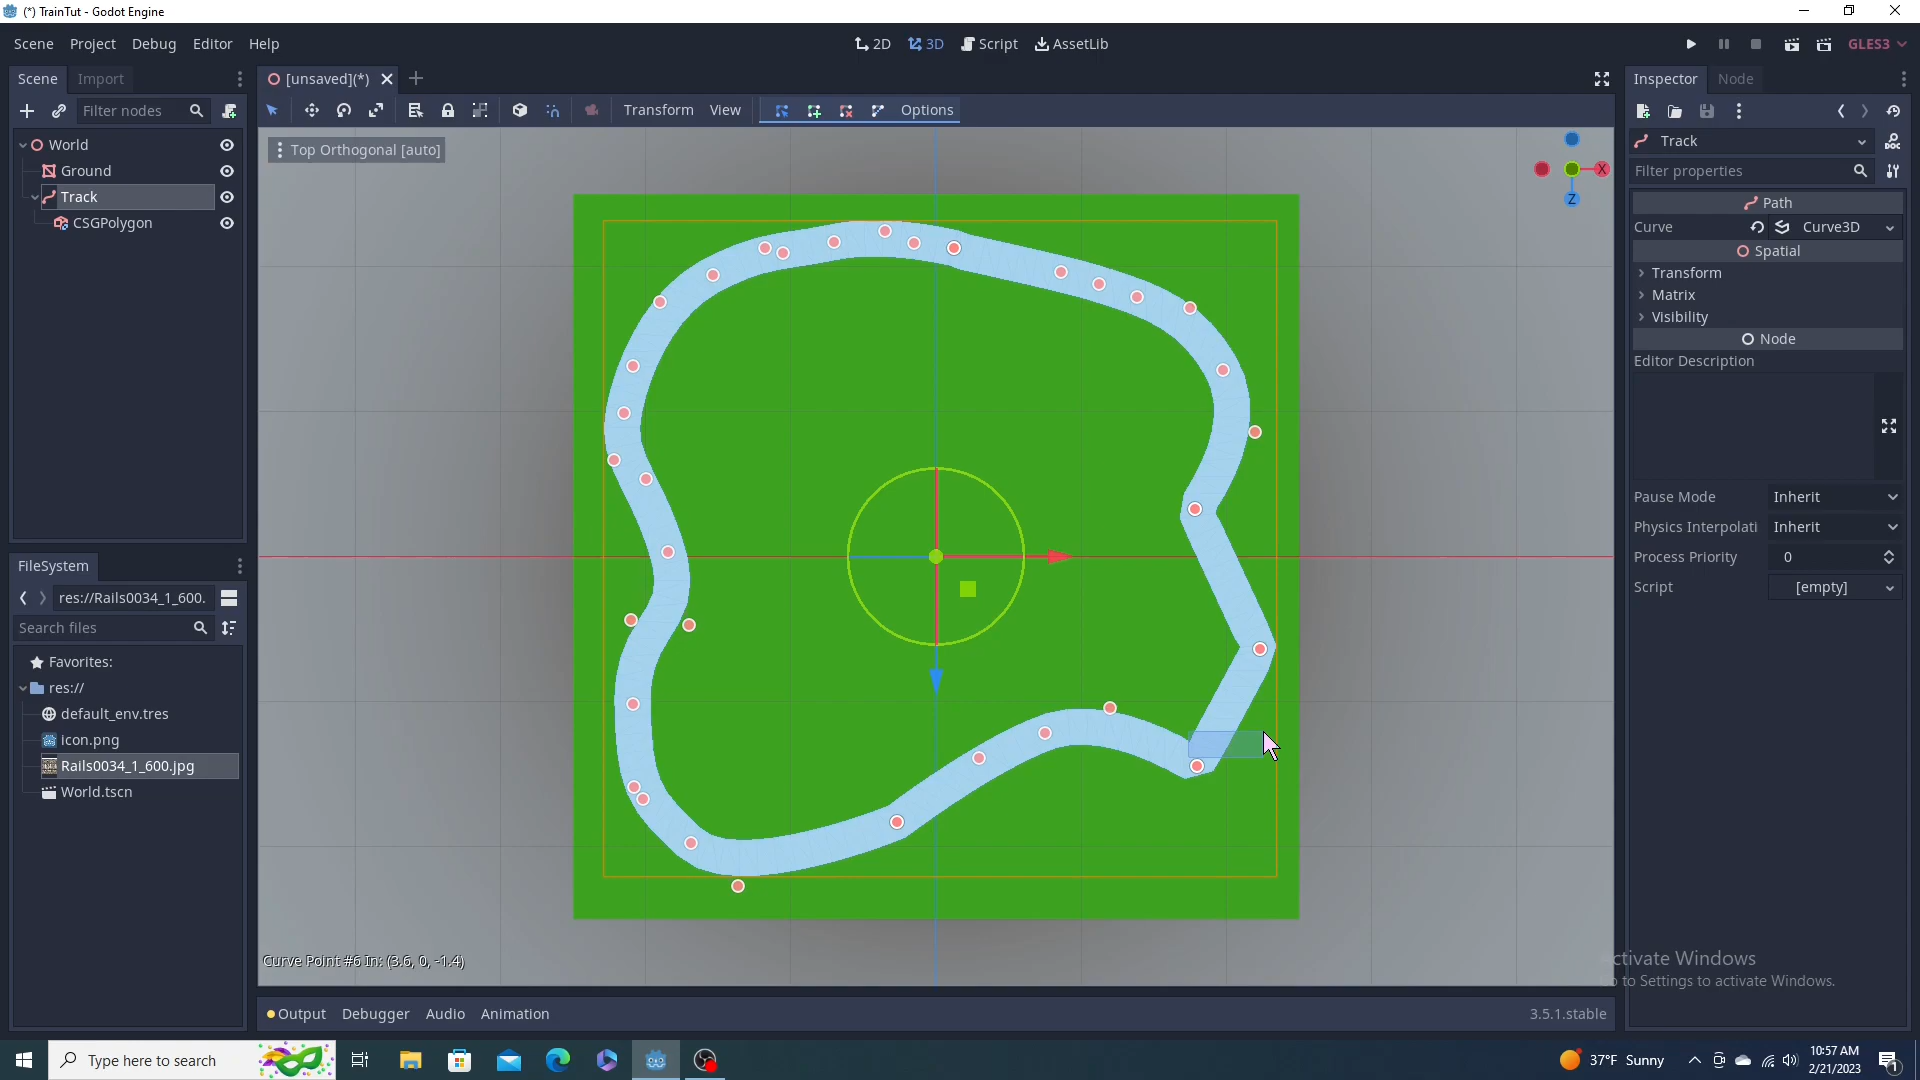 (*) TrainTut - Godot Engine
Scene Project Debug Editor Help
2D 3D Script AssetLib
GLES3
Scene Import
[unsaved](*)
Inspector Node
Filter nodes
Transform View Options
World
Ground
Track
CSGPolygon
Top Orthogonal [auto]
X
Z
Curve Point #6 In: (3.6, 0, -1.4)
FileSystem
res://Rails0034_1_600.
Search files
Favorites:
res://
default_env.tres
icon.png
Rails0034_1_600.jpg
World.tscn
Track
Filter properties
Path
Curve Curve3D
Spatial
Transform
Matrix
Visibility
Node
Editor Description
Pause Mode Inherit
Physics Interpolati Inherit
Process Priority 0
Script [empty]
Activate Windows
to Settings to activate Windows.
Output Debugger Audio Animation
3.5.1.stable
Type here to search
37°F Sunny
10:57 AM
2/21/2023
1